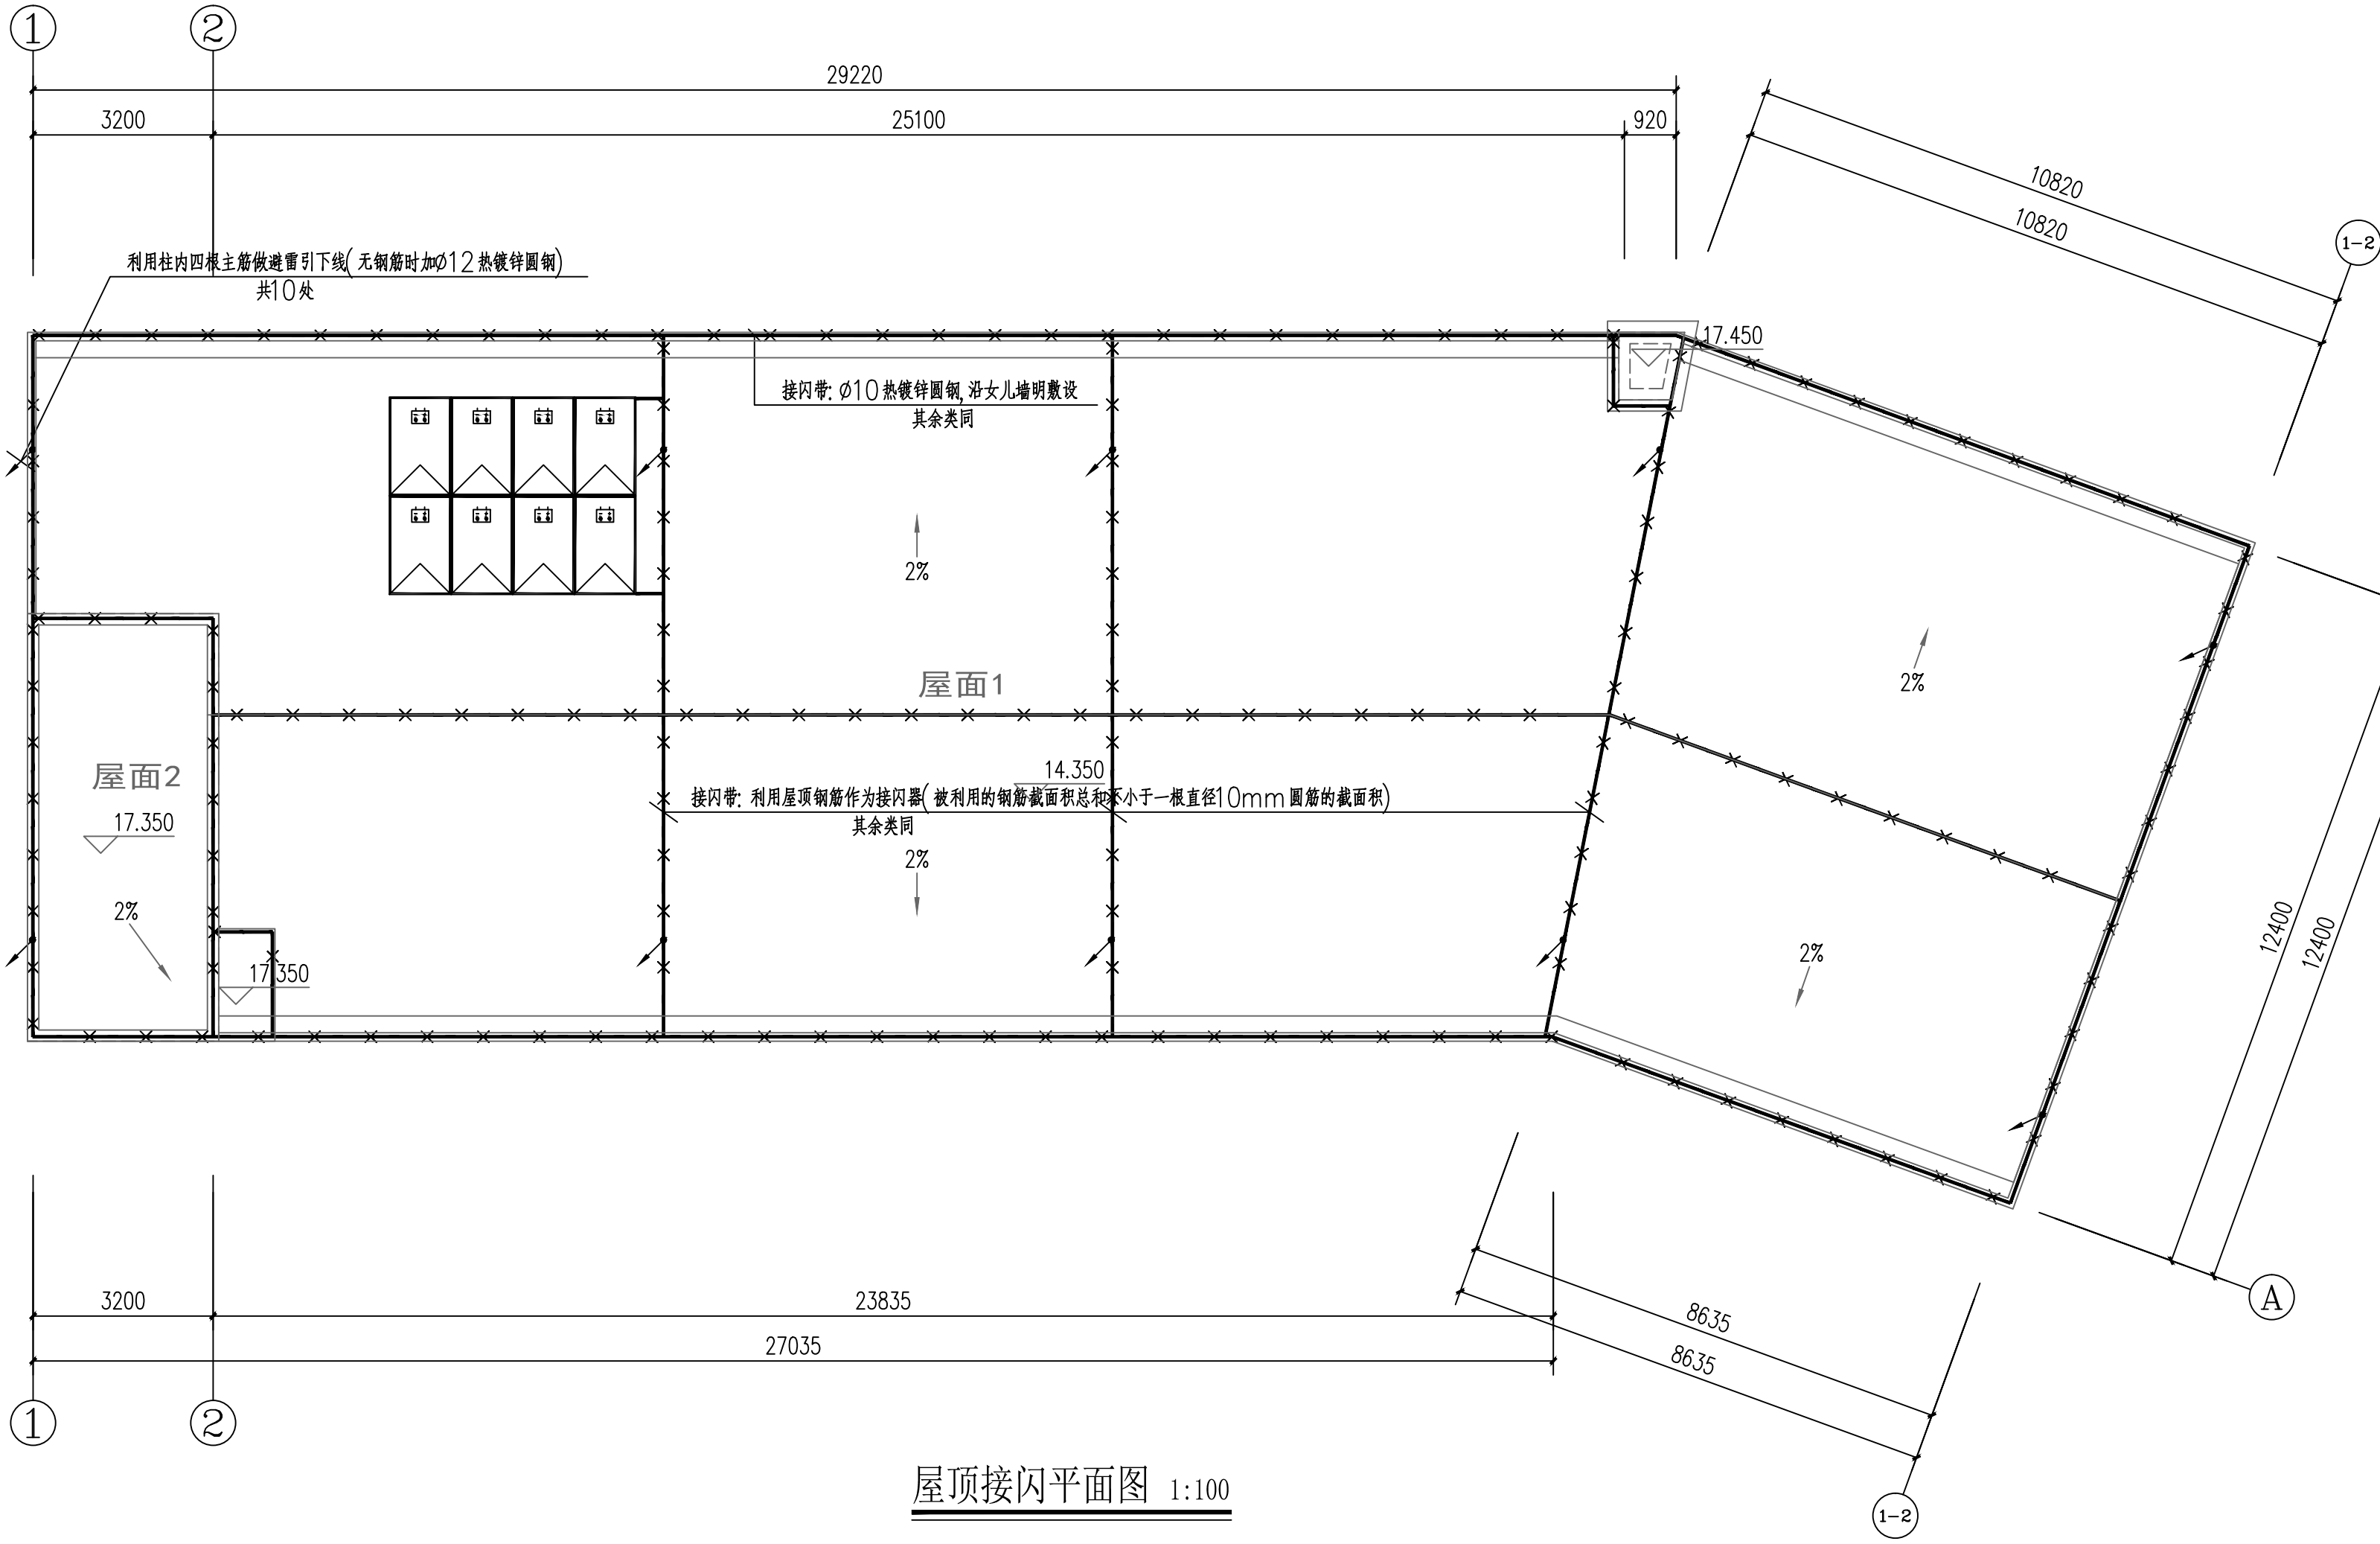 1
2
29220
3200
25100
920
10820
10820
1-2
利用柱内四根主筋做避雷引下线(无钢筋时加Ø12热镀锌圆钢)
共10处
17.450
接闪带: Ø10热镀锌圆钢,沿女儿墙明敷设
其余类同
2%
屋面1
2%
屋面2
14.350
接闪带: 利用屋顶钢筋作为接闪器(被利用的钢筋截面积总和不小于一根直径10mm圆筋的截面积)
其余类同
17.350
2%
2%
2%
17.350
12400
12400
A
3200
23835
8635
27035
8635
1
2
屋顶接闪平面图 1:100
1-2